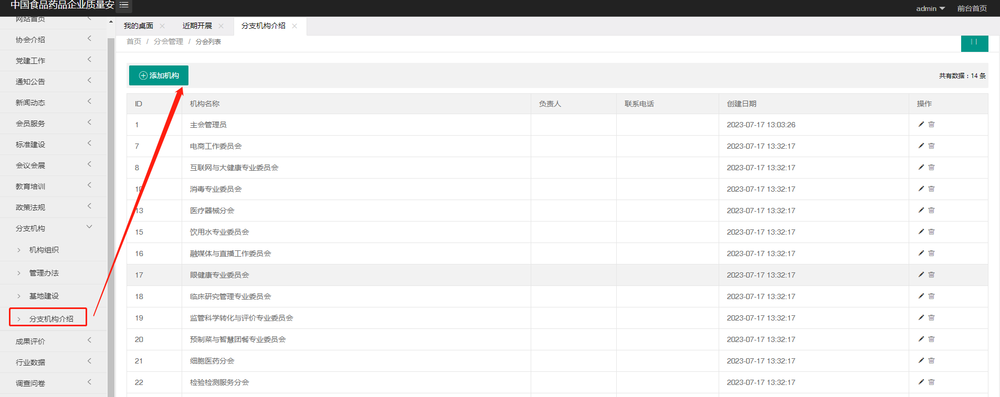 中国食品药品企业质量安
admin
前台首页
网站首页
协会介绍
党建工作
通知公告
新闻动态
会员服务
标准建设
会议会展
教育培训
政策法规
分支机构
机构组织
管理办法
基地建设
分支机构介绍
成果评价
行业数据
调查问卷
我的桌面
近期开展
分支机构介绍
首页 / 分会管理 / 分会列表
添加机构
共有数据：14 条
ID 机构名称 负责人 联系电话 创建日期 操作
1 主会管理员 2023-07-17 13:03:26
7 电商工作委员会 2023-07-17 13:32:17
8 互联网与大健康专业委员会 2023-07-17 13:32:17
10 消毒专业委员会 2023-07-17 13:32:17
13 医疗器械分会 2023-07-17 13:32:17
15 饮用水专业委员会 2023-07-17 13:32:17
16 融媒体与直播工作委员会 2023-07-17 13:32:17
17 眼健康专业委员会 2023-07-17 13:32:17
18 临床研究管理专业委员会 2023-07-17 13:32:17
19 监管科学转化与评价专业委员会 2023-07-17 13:32:17
20 预制菜与智慧团餐专业委员会 2023-07-17 13:32:17
21 细胞医药分会 2023-07-17 13:32:17
22 检验检测服务分会 2023-07-17 13:32:17